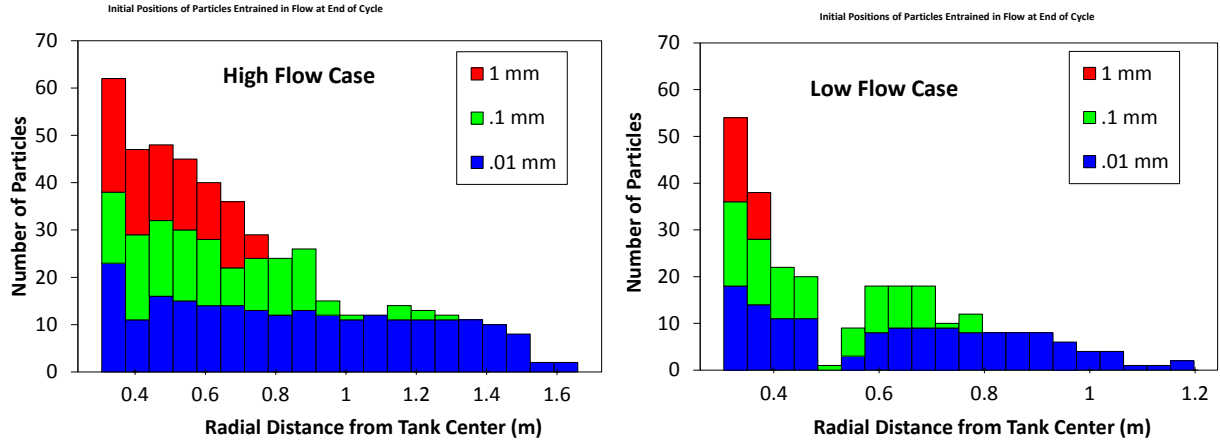 Initial Positions of Particles Entrained in Flow at End of Cycle
70
60
50
40
30
20
10
0
Number of Particles
High Flow Case
1 mm
.1 mm
.01 mm
0.4
0.6
0.8
1
1.2
1.4
1.6
Radial Distance from Tank Center (m)
Initial Positions of Particles Entrained in Flow at End of Cycle
70
60
50
40
30
20
10
0
Number of Particles
Low Flow Case
1 mm
.1 mm
.01 mm
0.4
0.6
0.8
1.0
1.2
Radial Distance from Tank Center (m)